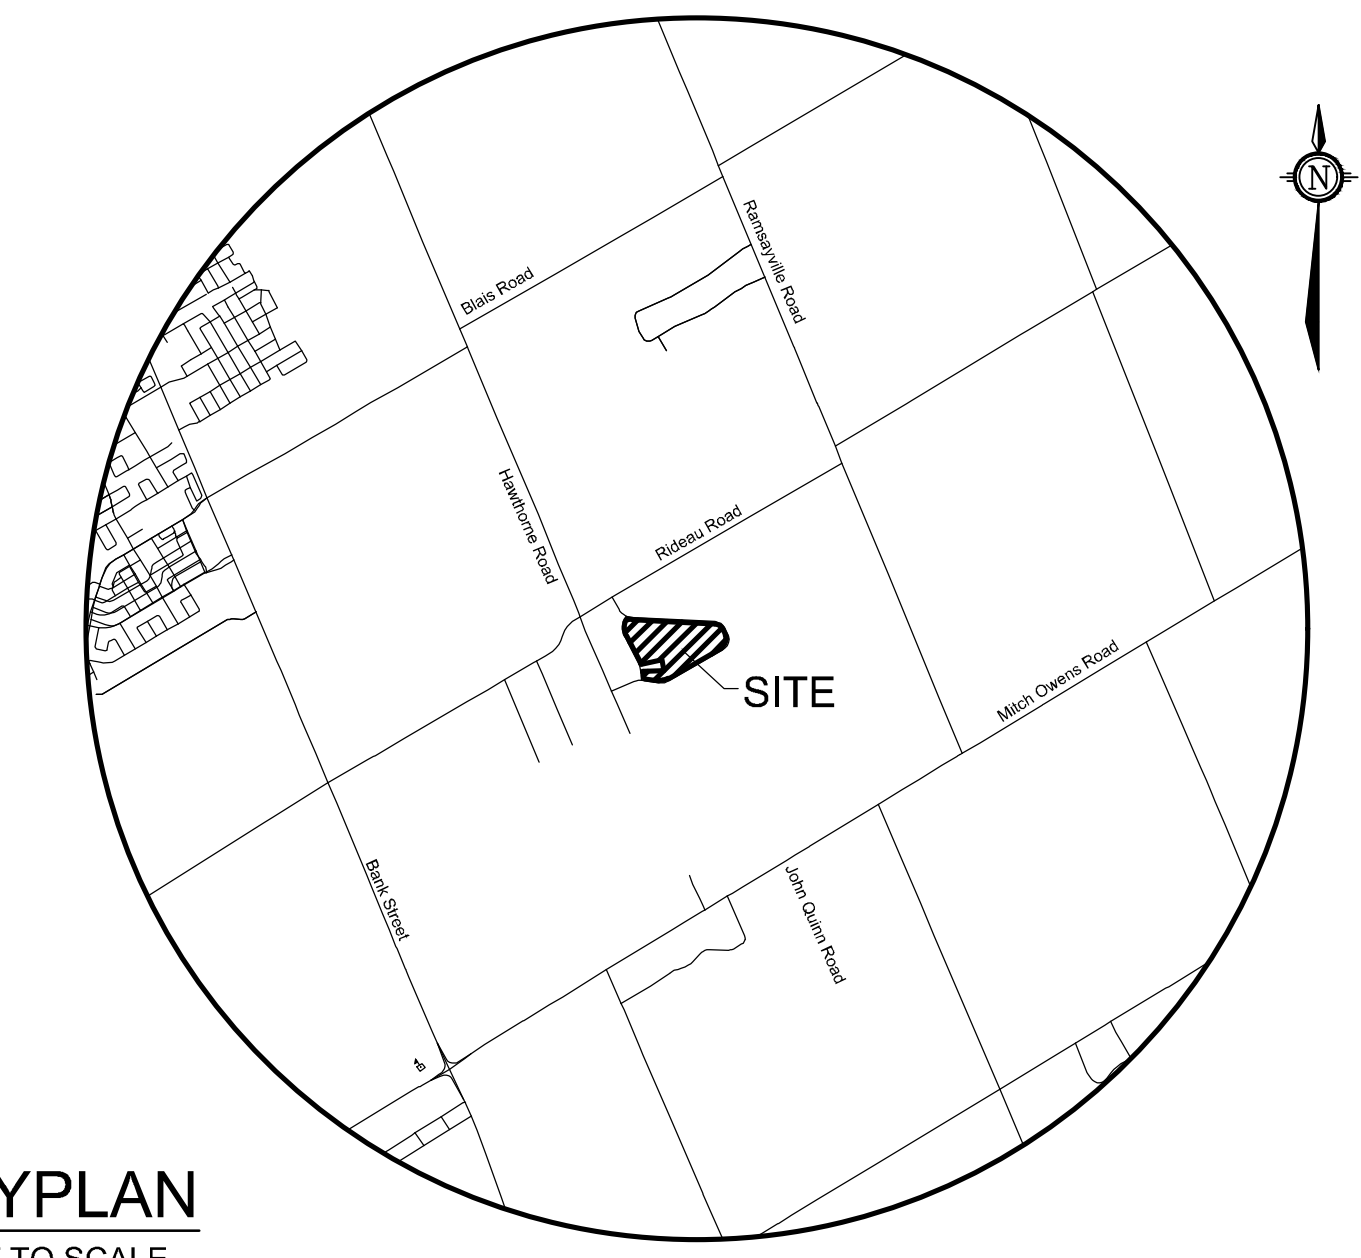 Ramsayville Road
N
Blais Road
Hawthorne Road
Rideau Road
SITE
Mitch Owens Road
Bank Street
John Quinn Road
YPLAN
TO SCALE